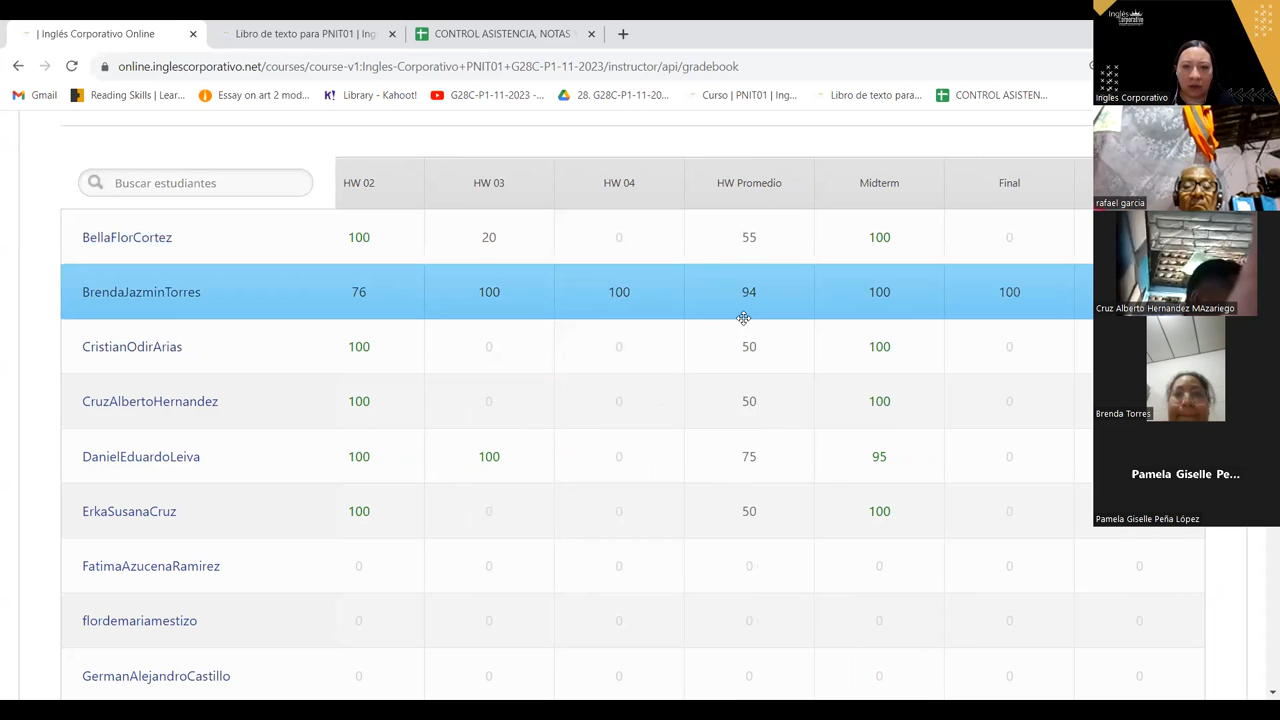 | Inglés Corporativo Online
Libro de texto para PNIT01 | Ing
CONTROL ASISTENCIA, NOTAS
online.inglescorporativo.net/courses/course-v1:Ingles-Corporativo+PNIT01+G28C-P1-11-2023/instructor/api/gradebook
Gmail
Reading Skills | Lear...
Essay on art 2 mod...
Library - Kano...
G28C-P1-11-2023 -...
28. G28C-P1-11-20...
Curso | PNIT01 | Ing...
Libro de texto para...
CONTROL ASISTEN...
Buscar estudiantes
HW 02 HW 03 HW 04 HW Promedio Midterm Final
BellaFlorCortez 100 20 0 55 100 0
BrendaJazminTorres 76 100 100 94 100 100
CristianOdirArias 100 0 0 50 100 0
CruzAlbertoHernandez 100 0 0 50 100 0
DanielEduardoLeiva 100 100 0 75 95 0
ErkaSusanaCruz 100 0 0 50 100 0
FatimaAzucenaRamirez 0 0 0 0 0 0 0
flordemariamestizo 0 0 0 0 0 0 0
GermanAlejandroCastillo 0 0 0 0 0 0 0
Inglés
Corporativo
Ingles Corporativo
rafael garcia
Cruz Alberto Hernandez MAzariego
Brenda Torres
Pamela Giselle Pe...
Pamela Giselle Peña López